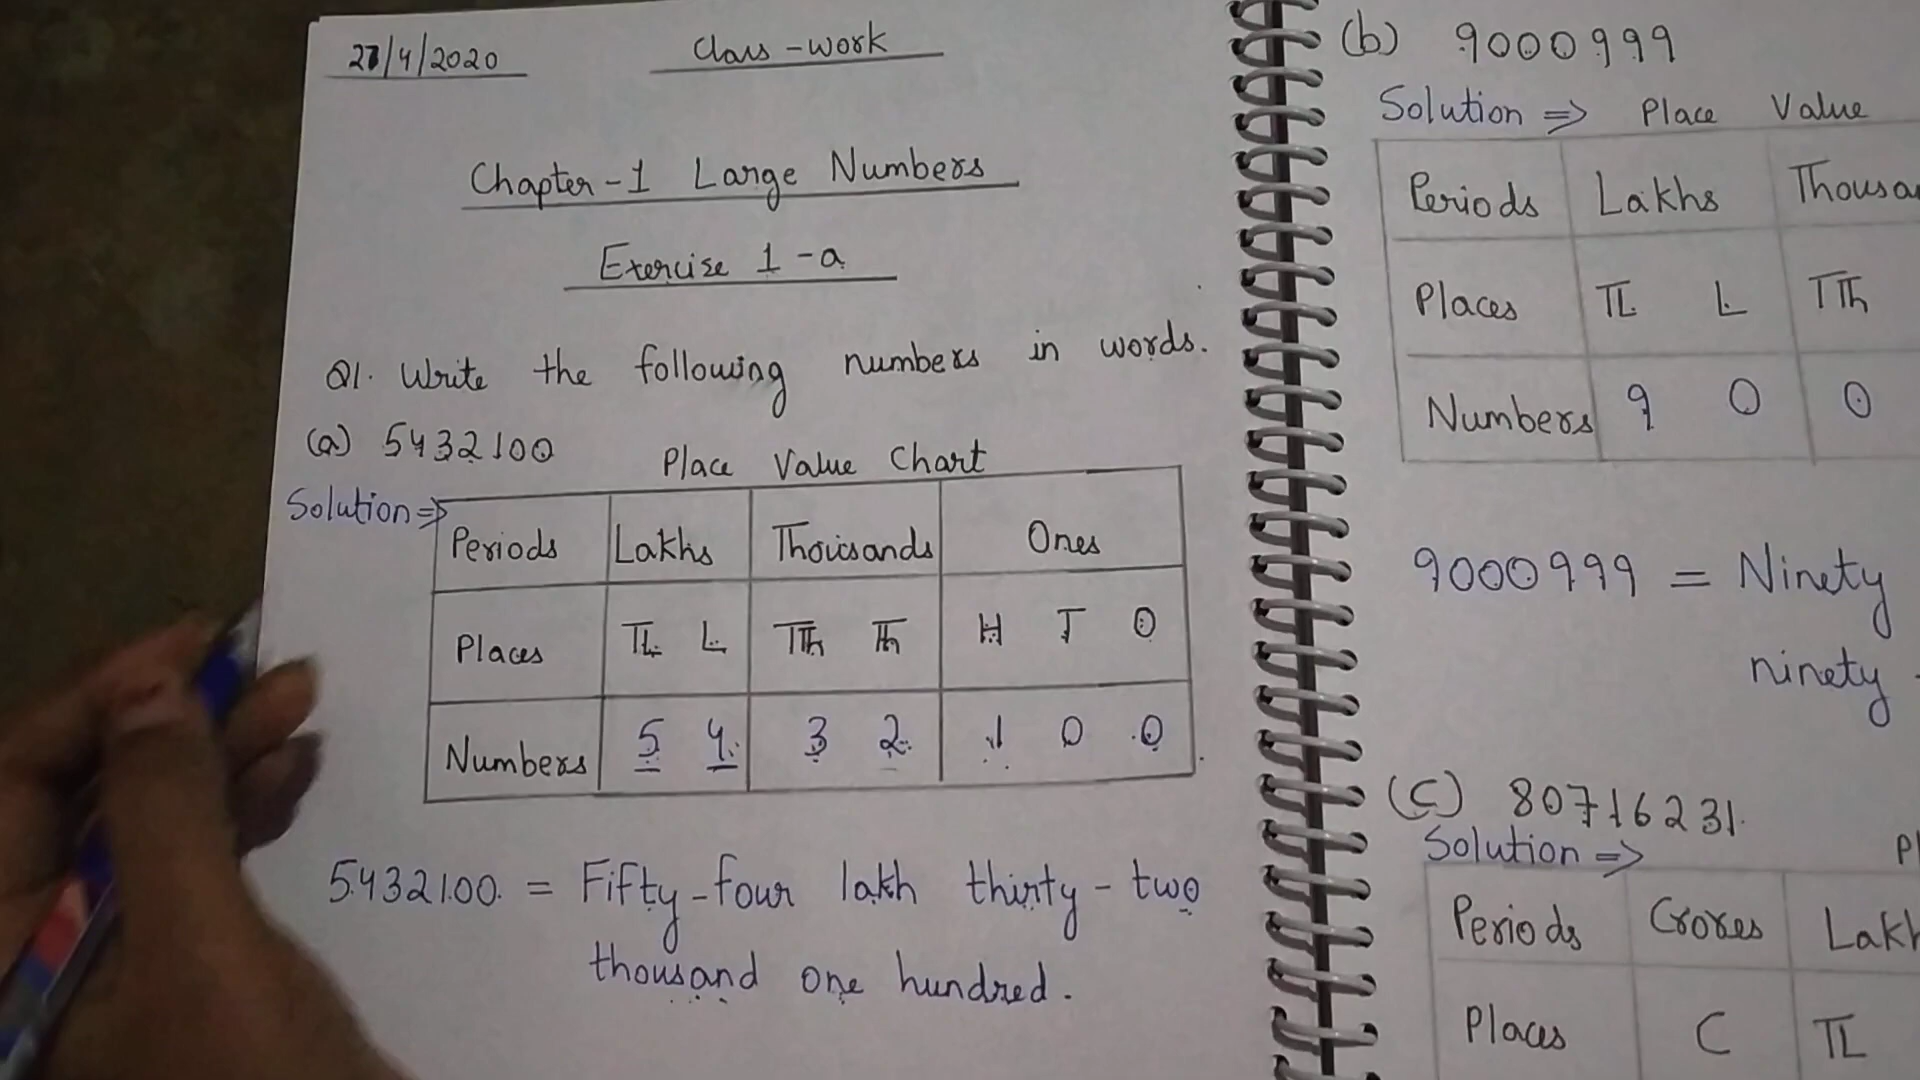 27/4/2020 Class-work
Chapter-1 Large Numbers
Exercise 1-a
Q1. Write the following numbers in words.
(a) 5432100
Place Value Chart
Solution ⇒
Periods Lakhs Thousands Ones
Places TL L TTh Th H T O
Numbers 5 4 3 2 1 0 0
5432100 = Fifty-four lakh thirty-two
thousand one hundred.
(b) 9000999
Solution ⇒ Place Value
Periods Lakhs
Places TL L TTh
Numbers 9 0 0
9000999 = Ninety
ninety
(C) 80716231
Solution ⇒
Periods Crores
Places C TL